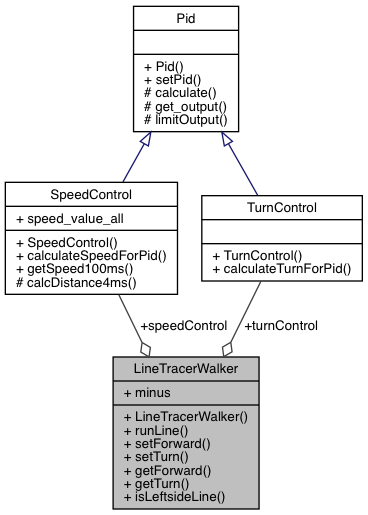 Pid
+ Pid()
+ setPid()
# calculate()
# get_output()
# limitOutput()
SpeedControl
+ speed_value_all
+ SpeedControl()
+ calculateSpeedForPid()
+ getSpeed100ms()
# calcDistance4ms()
TurnControl
+ TurnControl()
+ calculateTurnForPid()
+speedControl
+turnControl
LineTracerWalker
+ minus
+ LineTracerWalker()
+ runLine()
+ setForward()
+ setTurn()
+ getForward()
+ getTurn()
+ isLeftsideLine()